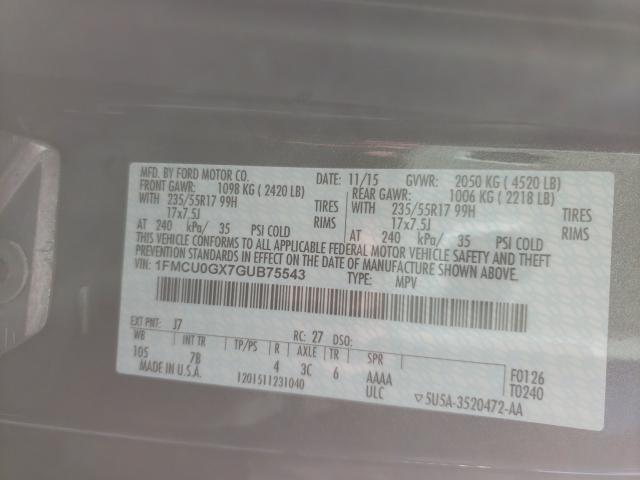 MFD. BY FORD MOTOR CO.
DATE: 11/15 GVWR: 2050 KG ( 4520 LB)
FRONT GAWR: 1098 KG ( 2420 LB)
REAR GAWR: 1006 KG ( 2218 LB)
WITH 235/55R17 99H TIRES
WITH 235/55R17 99H TIRES
17x7.5J RIMS
17x7.5J RIMS
AT 240 kPa/ 35 PSI COLD
AT 240 kPa/ 35 PSI COLD
THIS VEHICLE CONFORMS TO ALL APPLICABLE FEDERAL MOTOR VEHICLE SAFETY AND THEFT
PREVENTION STANDARDS IN EFFECT ON THE DATE OF MANUFACTURE SHOWN ABOVE.
VIN: 1FMCU0GX7GUB75543
TYPE: MPV
EXT PNT: J7 RC: 27 DSO:
WB INT TR TP/PS R AXLE TR SPR
105 7B 4 3C 6 AAAA
F0126
MADE IN U.S.A. 1201511231040 ULC
T0240
▽5U5A-3520472-AA